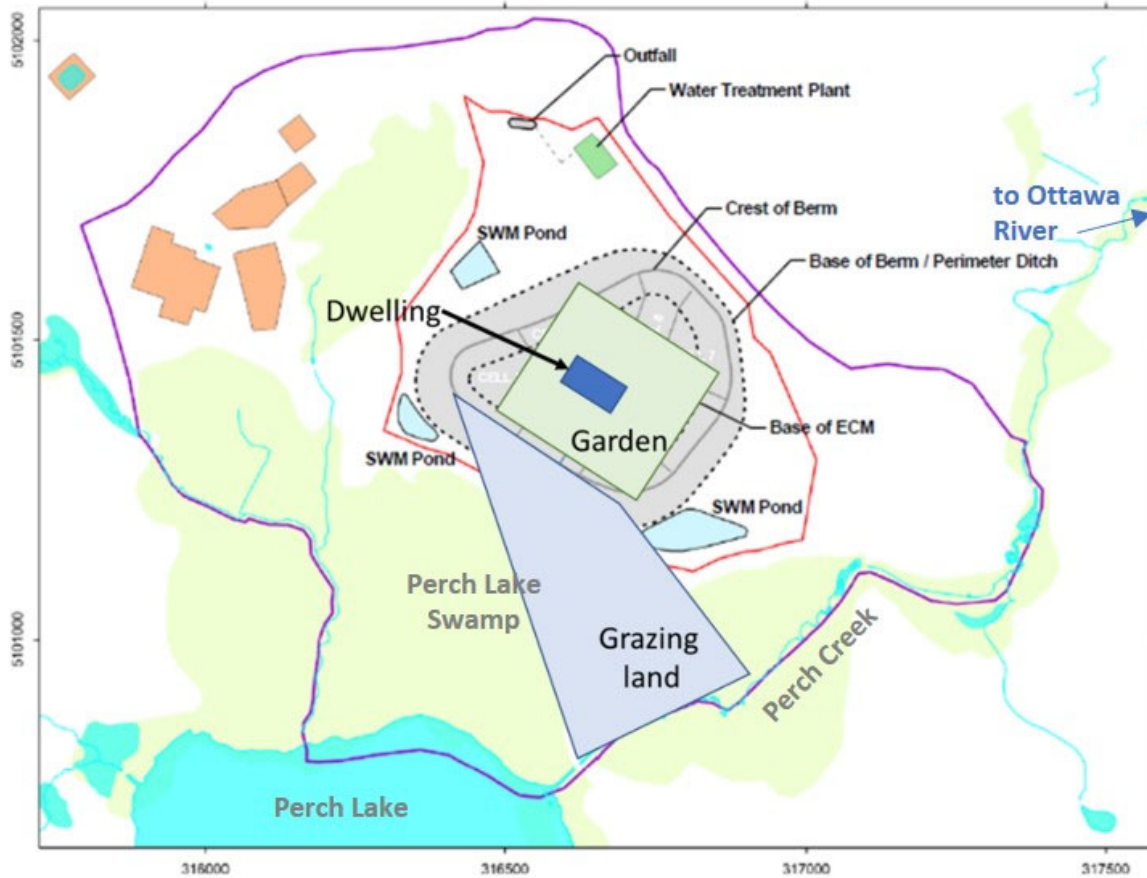 5102000
Outfall
Water Treatment Plant
to Ottawa
River
Crest of Berm
SWM Pond
Base of Berm / Perimeter Ditch
Dwelling
5101500
CELL
Garden
Base of ECM
SWM Pond
SWM Pond
Perch Lake
Swamp
Grazing
land
5101000
Perch Creek
Perch Lake
316000
316500
317000
317500